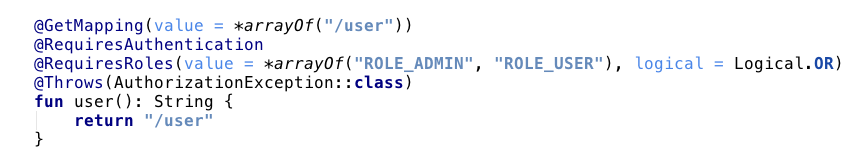 @GetMapping(value = *arrayOf("/user"))
@RequiresAuthentication
@RequiresRoles(value = *arrayOf("ROLE_ADMIN", "ROLE_USER"), logical = Logical.OR)
@Throws(AuthorizationException::class)
fun user(): String {
    return "/user"
}